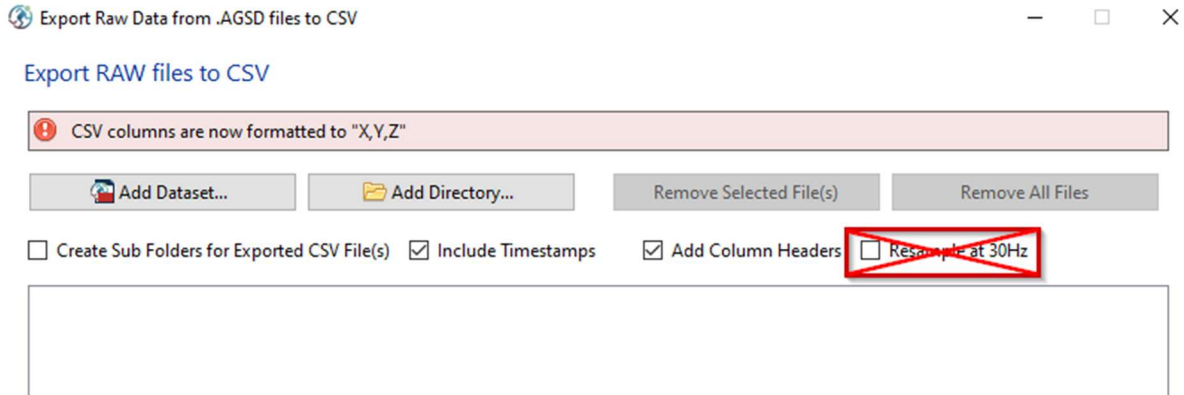 Export Raw Data from .AGSD files to CSV
Export RAW files to CSV
CSV columns are now formatted to "X,Y,Z"
Add Dataset... Add Directory... Remove Selected File(s) Remove All Files
Create Sub Folders for Exported CSV File(s) Include Timestamps Add Column Headers Resample at 30Hz